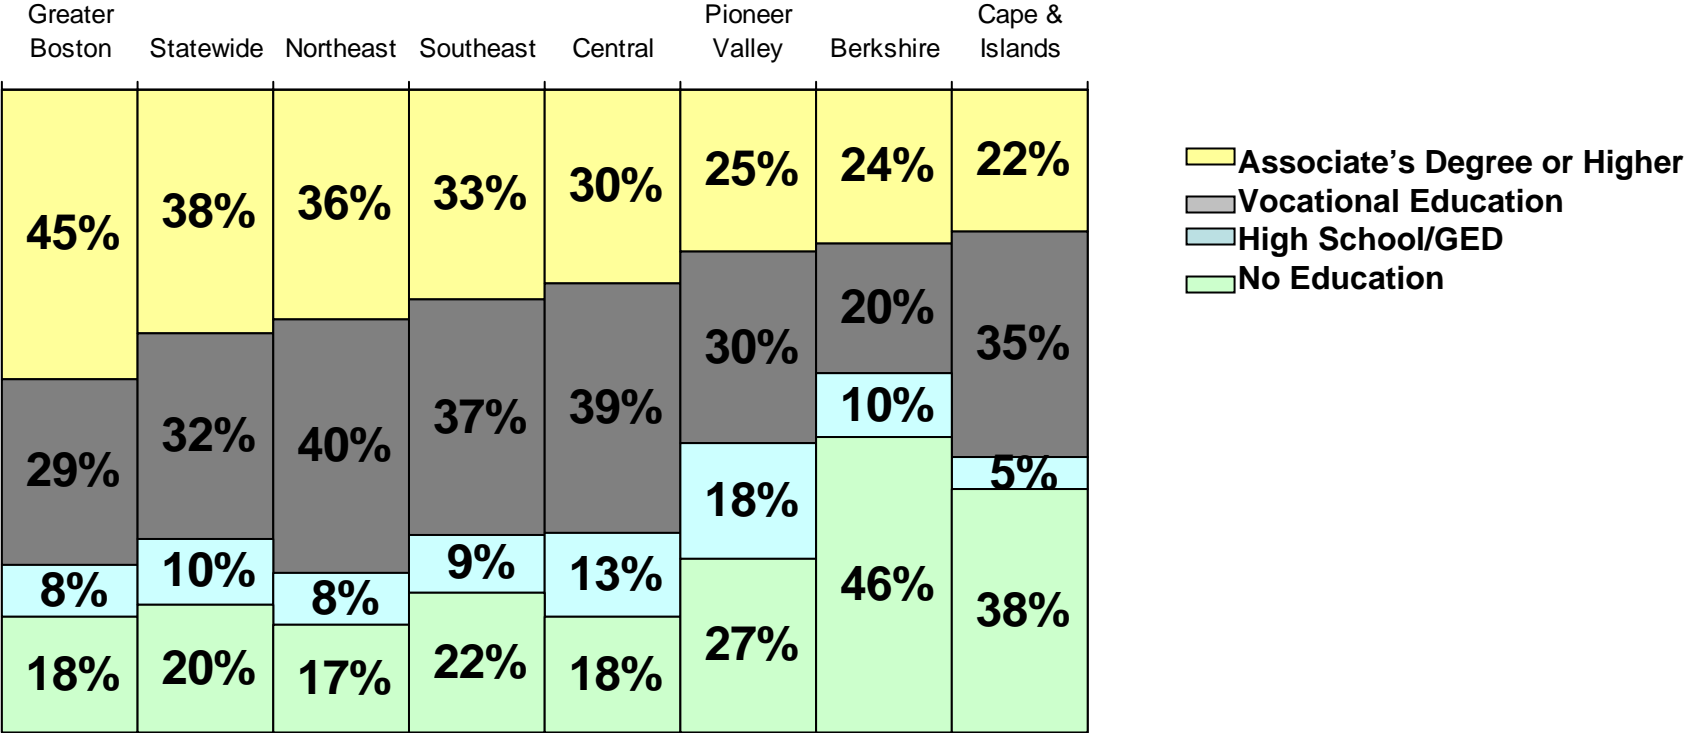 Greater Boston
Statewide
Northeast
Southeast
Central
Pioneer Valley
Berkshire
Cape & Islands
45%
38%
36%
33%
30%
25%
24%
22%
29%
32%
40%
37%
39%
30%
20%
35%
8%
10%
8%
9%
13%
18%
10%
5%
18%
20%
17%
22%
18%
27%
46%
38%
Associate's Degree or Higher
Vocational Education
High School/GED
No Education